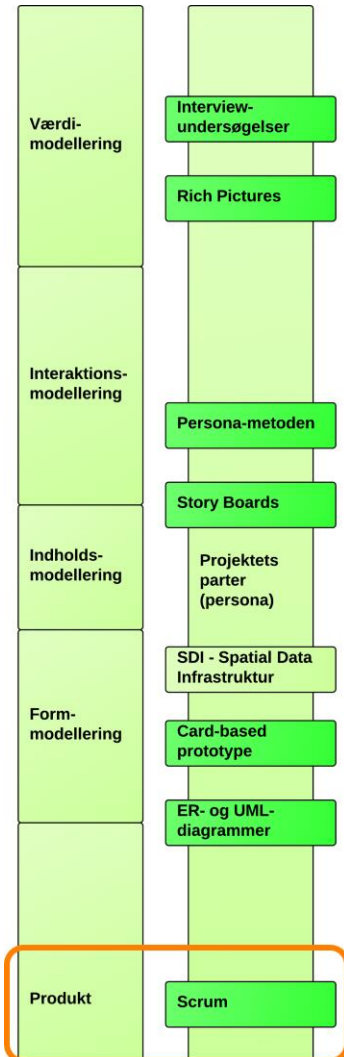 Værdi-
modellering
Interview-
undersøgelser
Rich Pictures
Interaktions-
modellering
Persona-metoden
Story Boards
Indholds-
modellering
Projektets
parter
(persona)
SDI - Spatial Data
Infrastruktur
Form-
modellering
Card-based
prototype
ER- og UML-
diagrammer
Produkt
Scrum